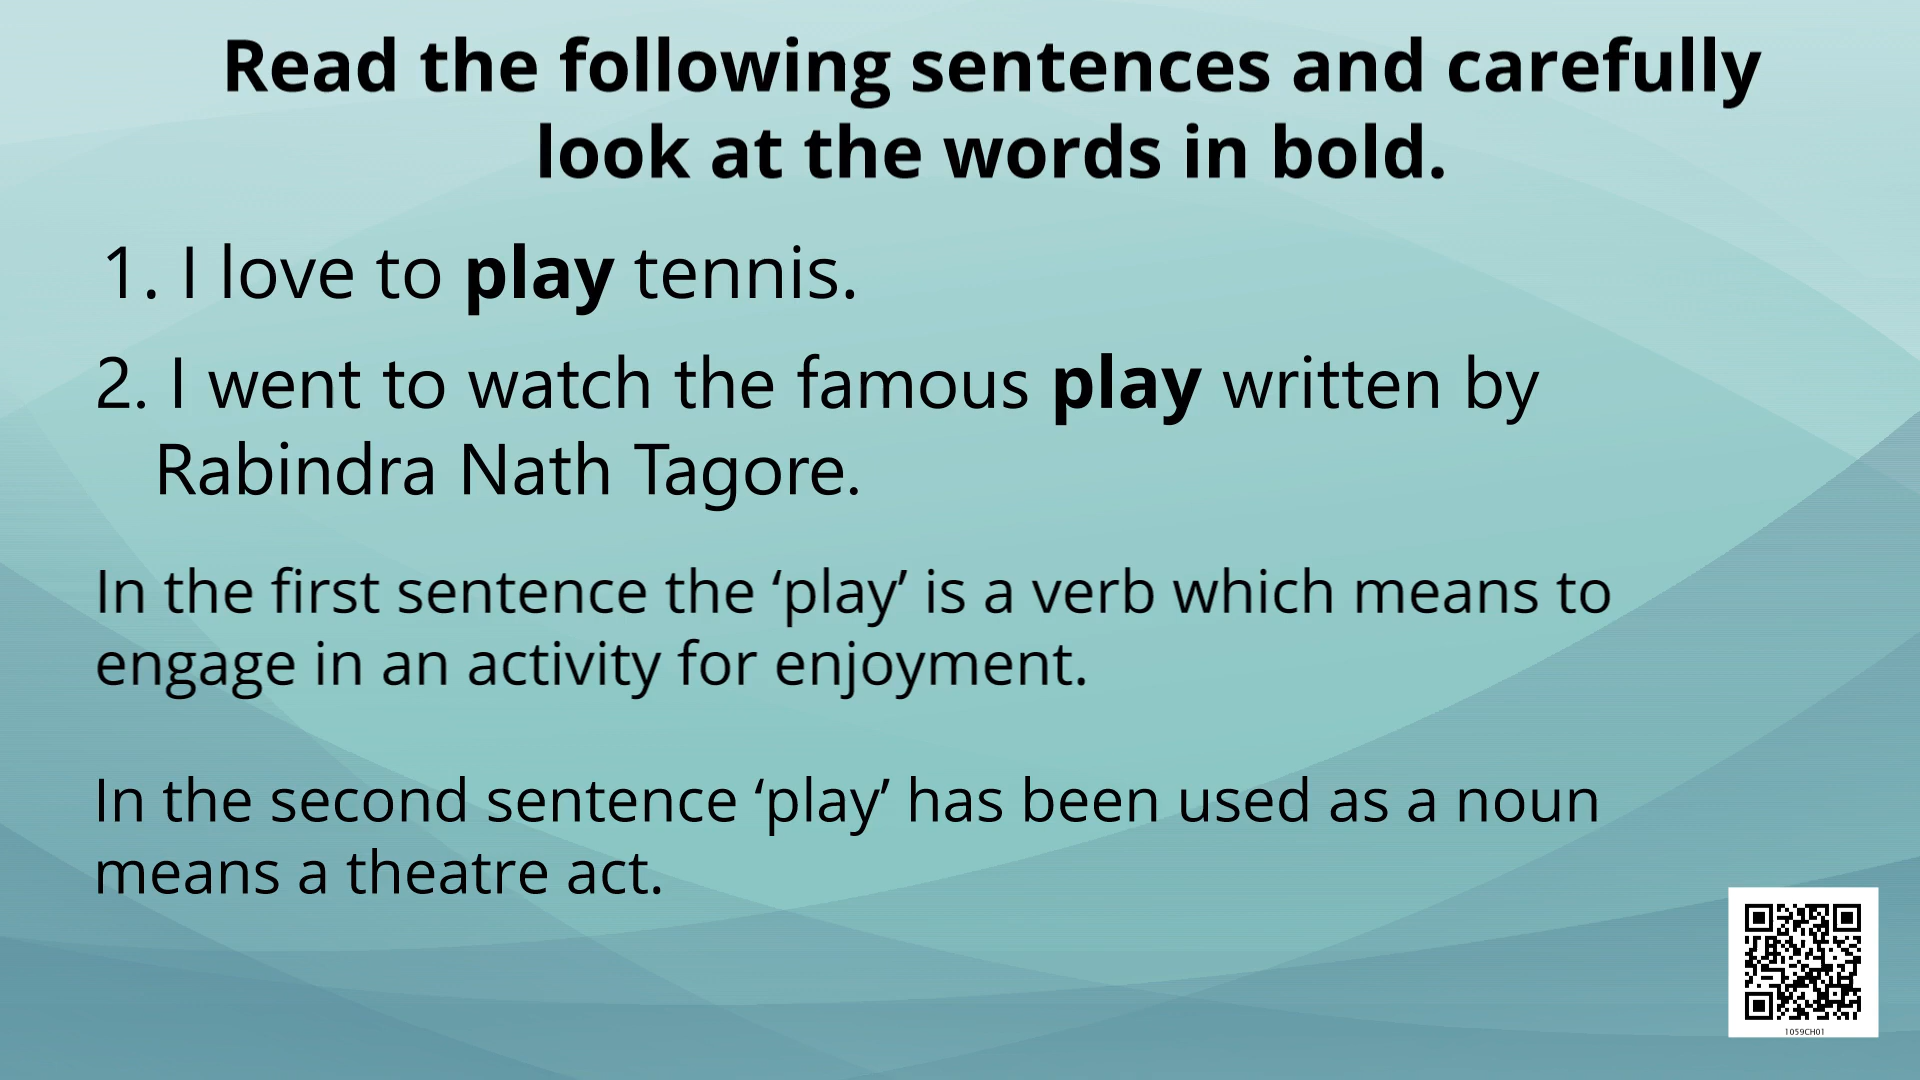 Read the following sentences and carefully
look at the words in bold.
1. I love to play tennis.
2. I went to watch the famous play written by
Rabindra Nath Tagore.
In the first sentence the ‘play’ is a verb which means to
engage in an activity for enjoyment.
In the second sentence ‘play’ has been used as a noun
means a theatre act.
1059CH01